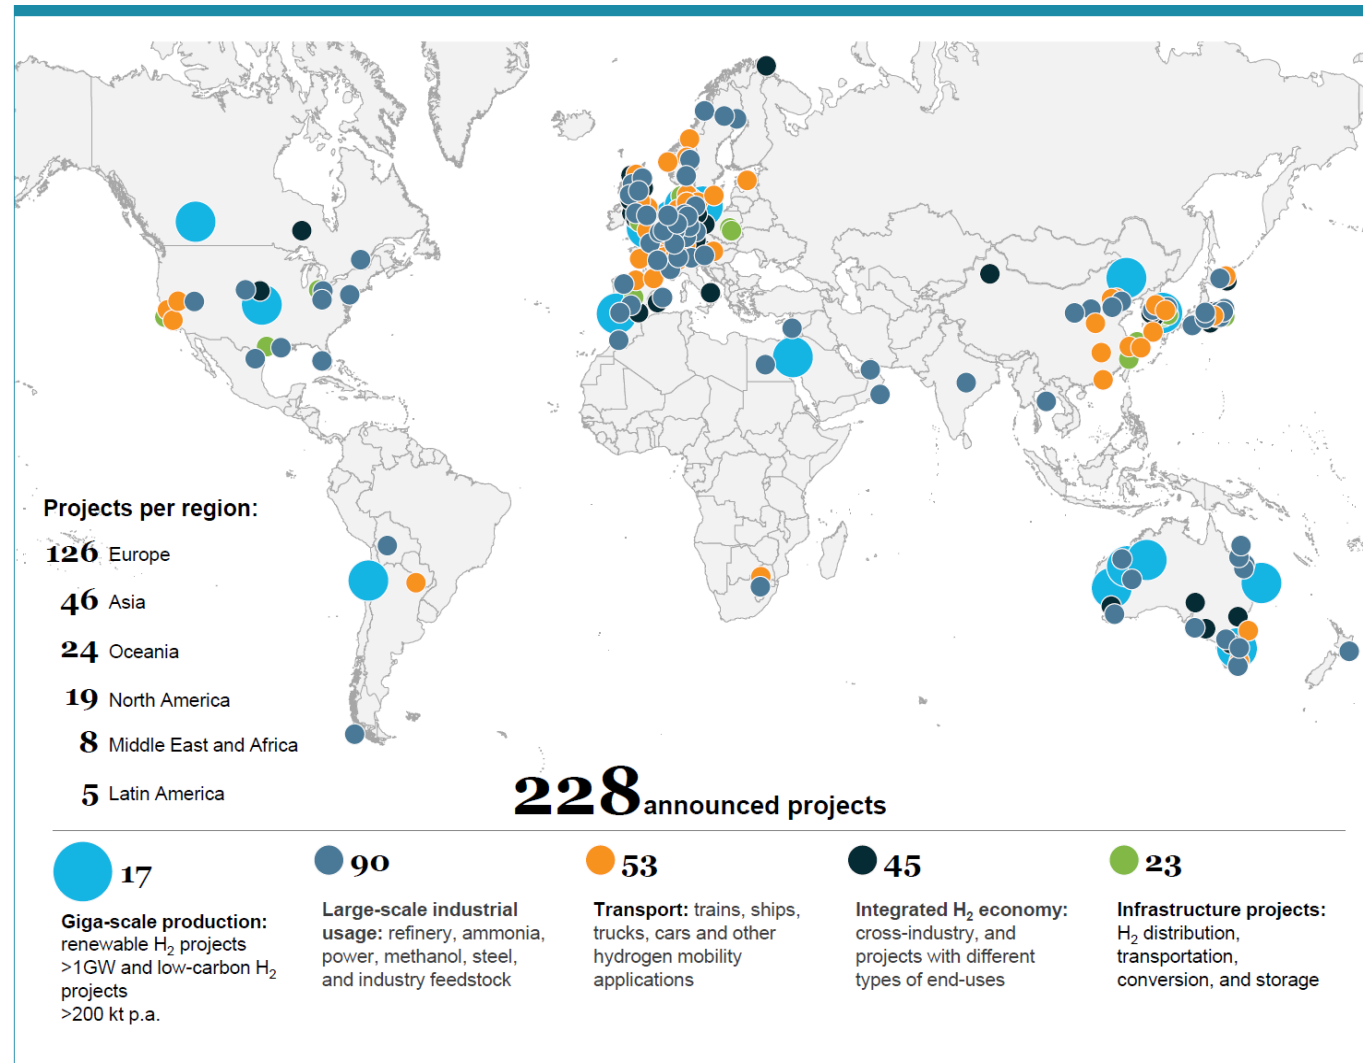 Projects per region:
126 Europe
46 Asia
24 Oceania
19 North America
8 Middle East and Africa
5 Latin America
228 announced projects
17
Giga-scale production:
renewable H₂ projects
>1GW and low-carbon H₂
projects
>200 kt p.a.
90
Large-scale industrial
usage: refinery, ammonia,
power, methanol, steel,
and industry feedstock
53
Transport: trains, ships,
trucks, cars and other
hydrogen mobility
applications
45
Integrated H₂ economy:
cross-industry, and
projects with different
types of end-uses
23
Infrastructure projects:
H₂ distribution,
transportation,
conversion, and storage